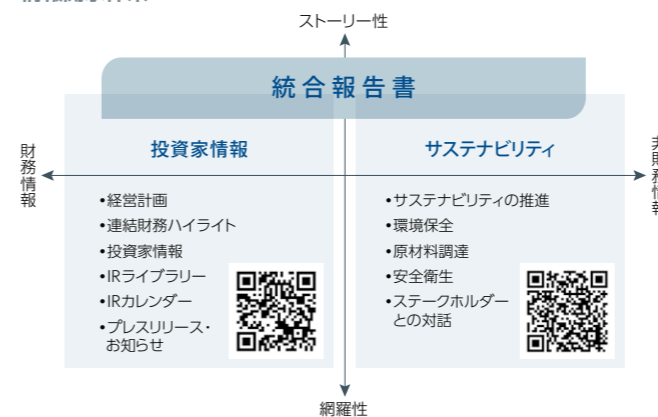 ストーリー性
統合報告書
財務情報
投資家情報
•経営計画
•連結財務ハイライト
•投資家情報
•IRライブラリー
•IRカレンダー
•プレスリリース・
お知らせ
サステナビリティ
•サステナビリティの推進
•環境保全
•原材料調達
•安全衛生
•ステークホルダー
との対話
非財務情報
網羅性